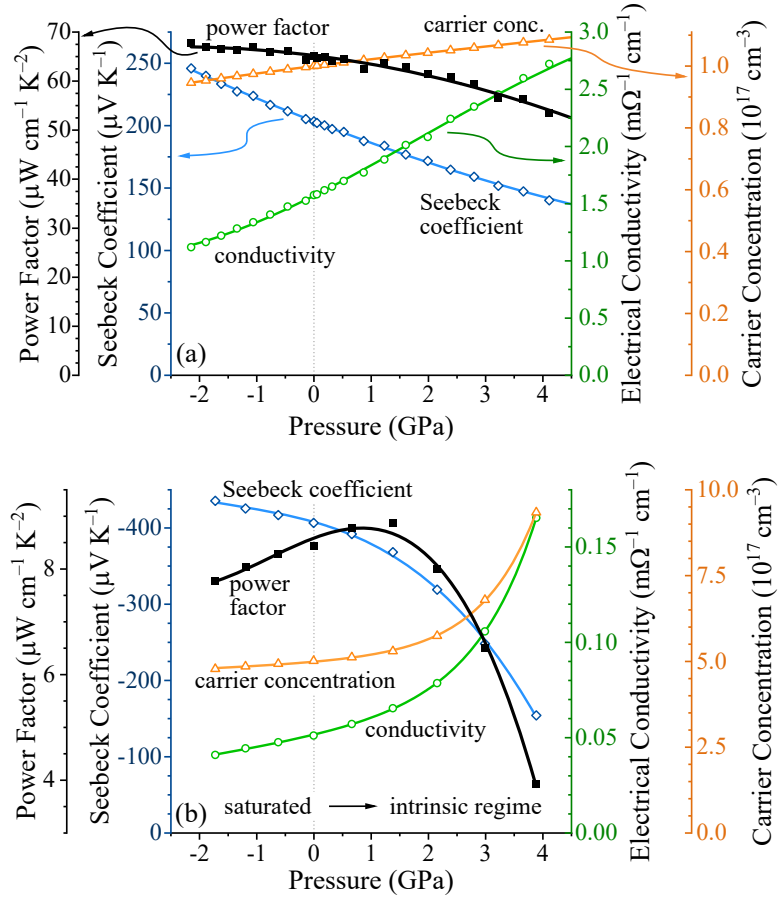 70
60
50
40
30
20
10
0
Power Factor (μW cm⁻¹ K⁻²)
250
200
150
100
50
0
Seebeck Coefficient (μV K⁻¹)
power factor
carrier conc.
Seebeck
coefficient
conductivity
(a)
3.0
2.5
2.0
1.5
1.0
0.5
0.0
Electrical Conductivity (mΩ⁻¹ cm⁻¹)
1.0
0.8
0.6
0.4
0.2
0.0
Carrier Concentration (10¹⁷ cm⁻³)
-2 -1 0 1 2 3 4
Pressure (GPa)
8
6
4
Power Factor (μW cm⁻¹ K⁻²)
-400
-300
-200
-100
0
Seebeck Coefficient (μV K⁻¹)
Seebeck coefficient
power
factor
carrier concentration
conductivity
(b) saturated intrinsic regime
0.15
0.10
0.05
0.00
Electrical Conductivity (mΩ⁻¹ cm⁻¹)
10.0
7.5
5.0
2.5
0.0
Carrier Concentration (10¹⁷ cm⁻³)
-2 -1 0 1 2 3 4
Pressure (GPa)